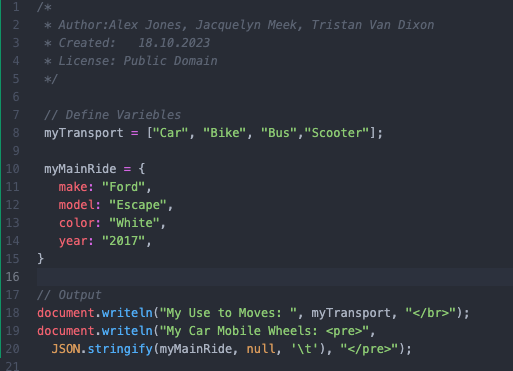 1 /*
2 * Author:Alex Jones, Jacquelyn Meek, Tristan Van Dixon
3 * Created: 18.10.2023
4 * License: Public Domain
5 */
6
7 // Define Variebles
8 myTransport = ["Car", "Bike", "Bus","Scooter"];
9
10 myMainRide = {
11 make: "Ford",
12 model: "Escape",
13 color: "White",
14 year: "2017",
15 }
16
17 // Output
18 document.writeln("My Use to Moves: ", myTransport, "</br>");
19 document.writeln("My Car Mobile Wheels: <pre>",
20 JSON.stringify(myMainRide, null, '\t'), "</pre>");
21